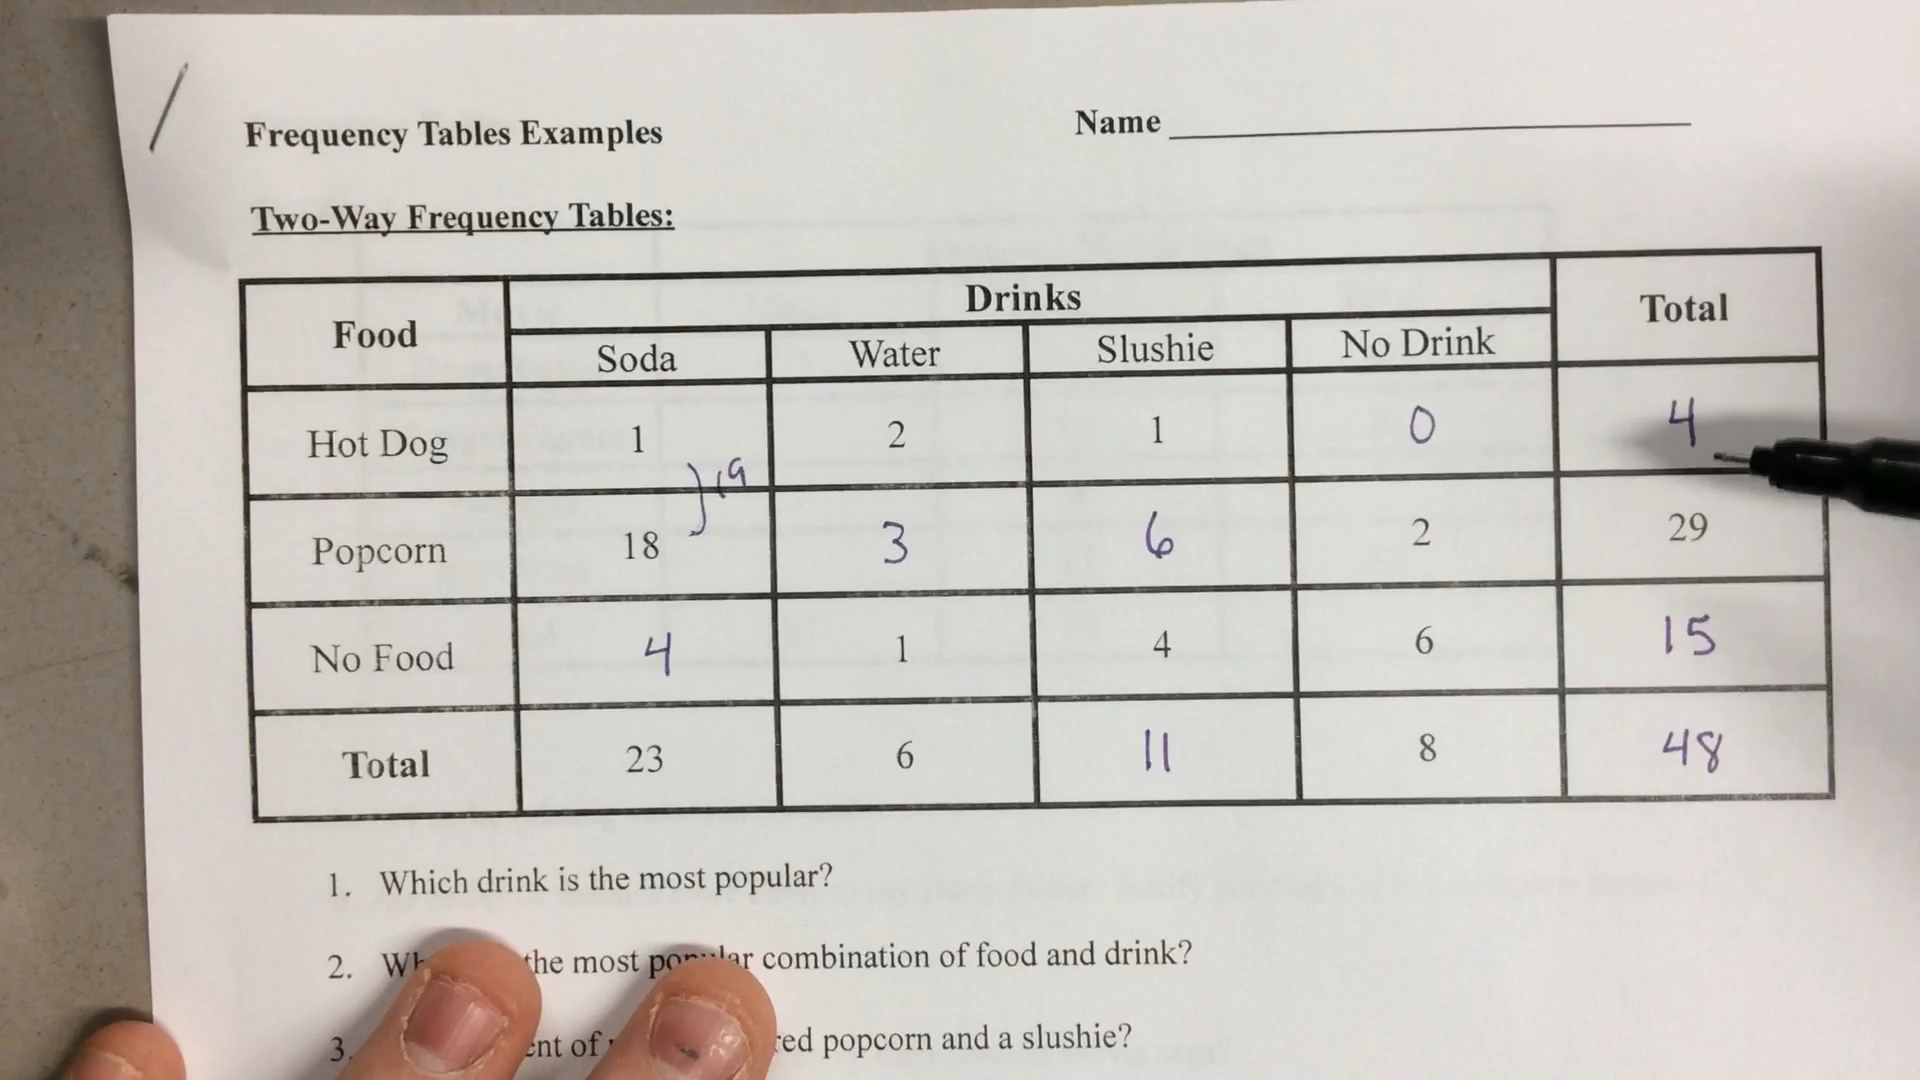 Frequency Tables Examples
Name
Two-Way Frequency Tables:
Food
Drinks
Total
Soda
Water
Slushie
No Drink
Hot Dog 1 2 1 0 4
}19
Popcorn 18 3 6 2 29
No Food 4 1 4 6 15
Total 23 6 11 8 48
1. Which drink is the most popular?
2. the most combination of food and drink?
3. of popcorn and a slushie?